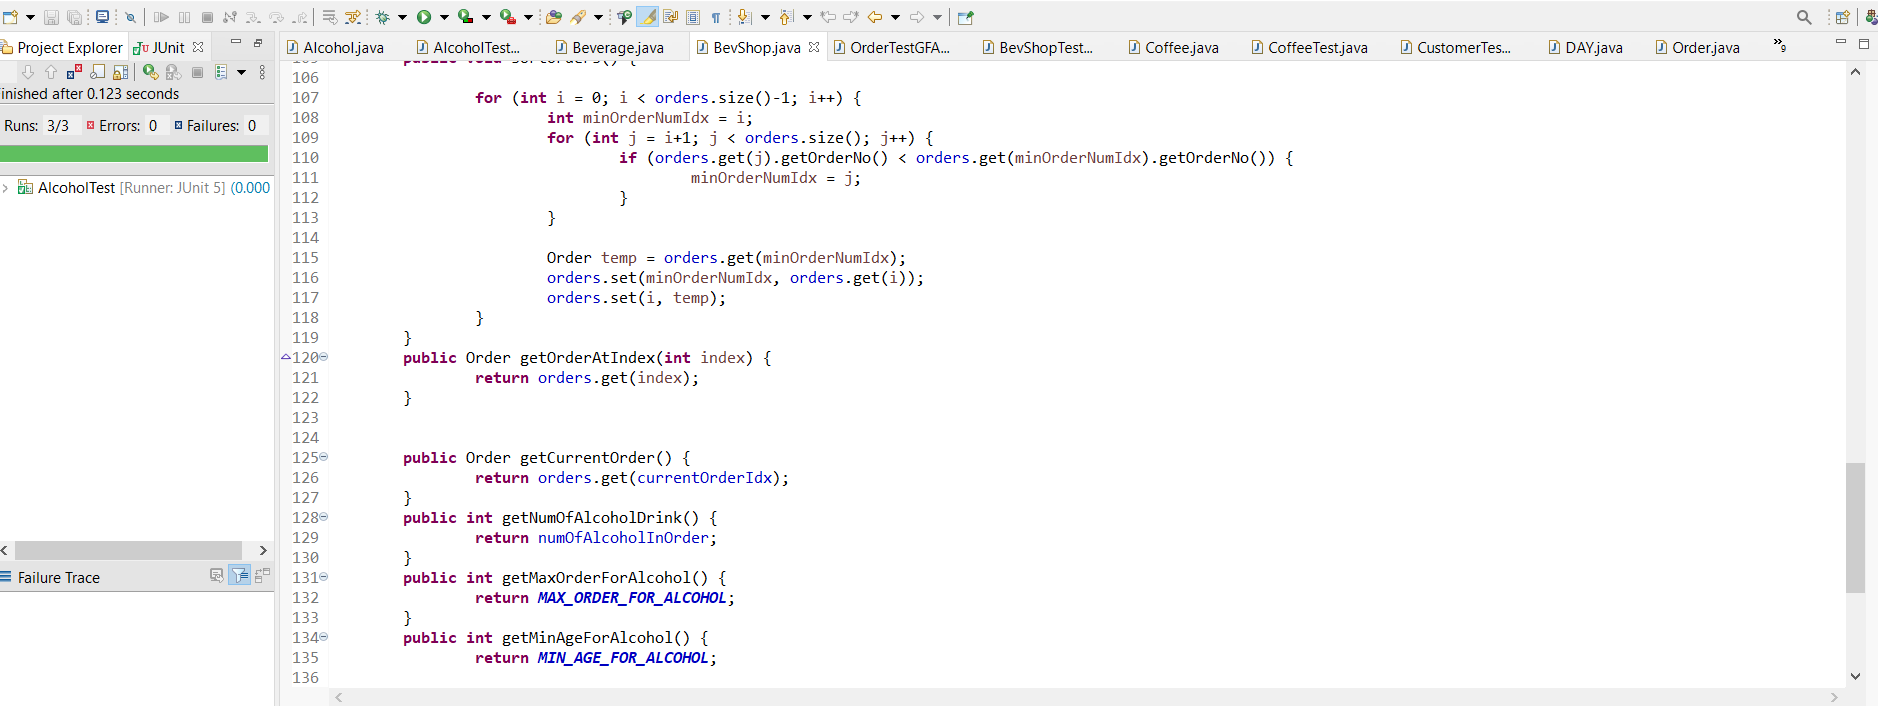 Project Explorer JUnit
Alcohol.java AlcoholTest... Beverage.java BevShop.java OrderTestGFA... BevShopTest... Coffee.java CoffeeTest.java CustomerTes... DAY.java Order.java »9
inished after 0.123 seconds
Runs: 3/3 Errors: 0 Failures: 0
AlcoholTest [Runner: JUnit 5] (0.000
Failure Trace
105 public void sortOrders() {
106
107 for (int i = 0; i < orders.size()-1; i++) {
108 int minOrderNumIdx = i;
109 for (int j = i+1; j < orders.size(); j++) {
110 if (orders.get(j).getOrderNo() < orders.get(minOrderNumIdx).getOrderNo()) {
111 minOrderNumIdx = j;
112 }
113 }
114
115 Order temp = orders.get(minOrderNumIdx);
116 orders.set(minOrderNumIdx, orders.get(i));
117 orders.set(i, temp);
118 }
119 }
120 public Order getOrderAtIndex(int index) {
121 return orders.get(index);
122 }
123
124
125 public Order getCurrentOrder() {
126 return orders.get(currentOrderIdx);
127 }
128 public int getNumOfAlcoholDrink() {
129 return numOfAlcoholInOrder;
130 }
131 public int getMaxOrderForAlcohol() {
132 return MAX_ORDER_FOR_ALCOHOL;
133 }
134 public int getMinAgeForAlcohol() {
135 return MIN_AGE_FOR_ALCOHOL;
136